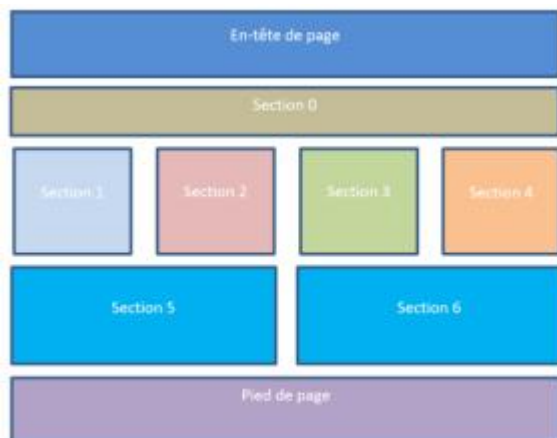 En-tête de page
Section 0
Section 1
Section 2
Section 3
Section 4
Section 5
Section 6
Pied de page